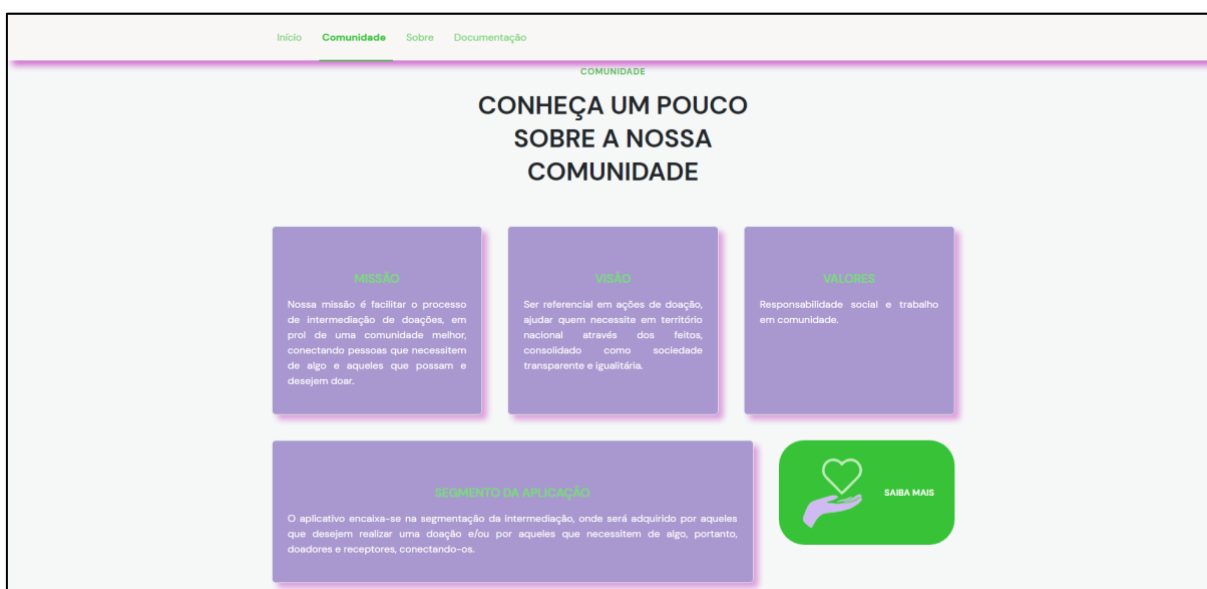 Início Comunidade Sobre Documentação
COMUNIDADE
CONHEÇA UM POUCO
SOBRE A NOSSA
COMUNIDADE
MISSÃO
Nossa missão é facilitar o processo
de intermediação de doações, em
prol de uma comunidade melhor,
conectando pessoas que necessitem
de algo e aqueles que possam e
desejem doar.
VISÃO
Ser referencial em ações de doação,
ajudar quem necessite em território
nacional através dos feitos,
consolidado como sociedade
transparente e igualitária.
VALORES
Responsabilidade social e trabalho
em comunidade.
SEGMENTO DA APLICAÇÃO
O aplicativo encaixa-se na segmentação da intermediação, onde será adquirido por aqueles
que desejem realizar uma doação e/ou por aqueles que necessitem de algo, portanto,
doadores e receptores, conectando-os.
SAIBA MAIS